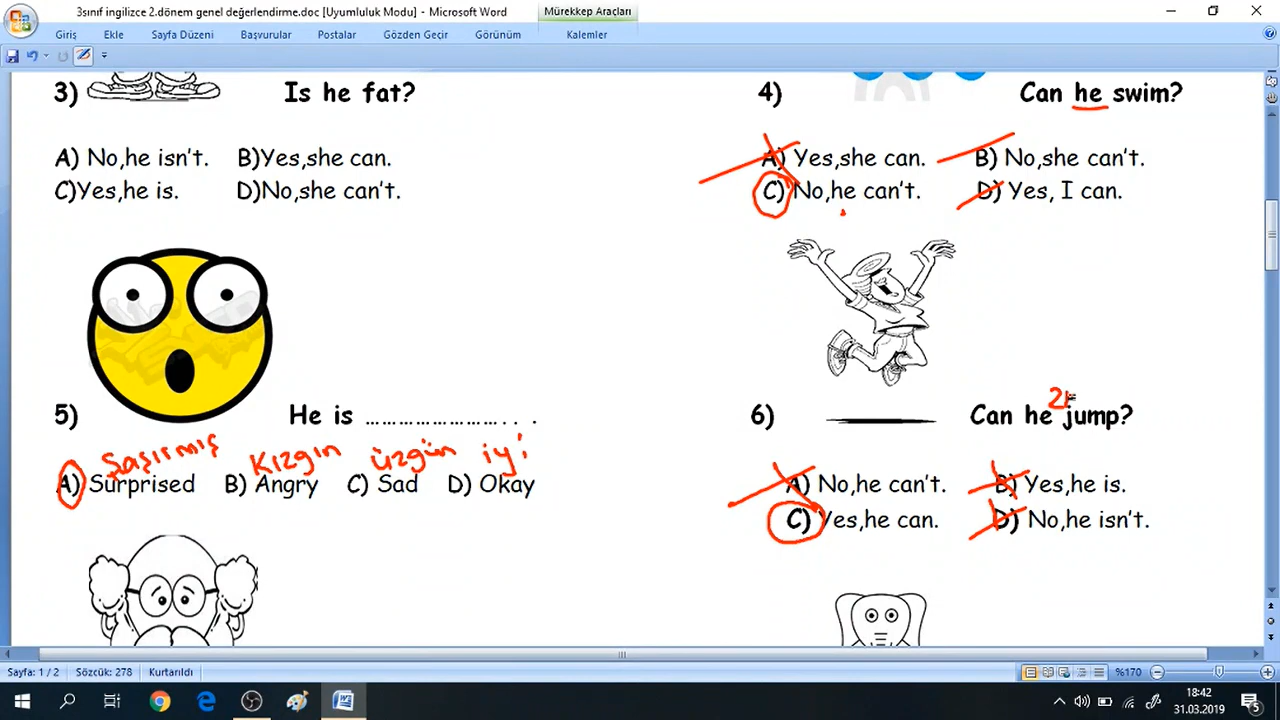 3sınıf ingilizce 2.dönem genel değerlendirme.doc [Uyumluluk Modu] - Microsoft Word
Mürekkep Araçları
Giriş Ekle Sayfa Düzeni Başvurular Postalar Gözden Geçir Görünüm Kalemler
3) Is he fat?
A) No,he isn't. B)Yes,she can.
C)Yes,he is. D)No,she can't.
4) Can he swim?
A) Yes,she can. B) No,she can't.
C) No,he can't. D) Yes, I can.
5) He is ........................ .
şaşırmış kızgın üzgün iyi
A) Surprised B) Angry C) Sad D) Okay
6) Can he jump?
A) No,he can't. B) Yes,he is.
C) Yes,he can. D) No,he isn't.
Sayfa: 1 / 2 Sözcük: 278 Kurtarıldı %170
18:42
31.03.2019
5